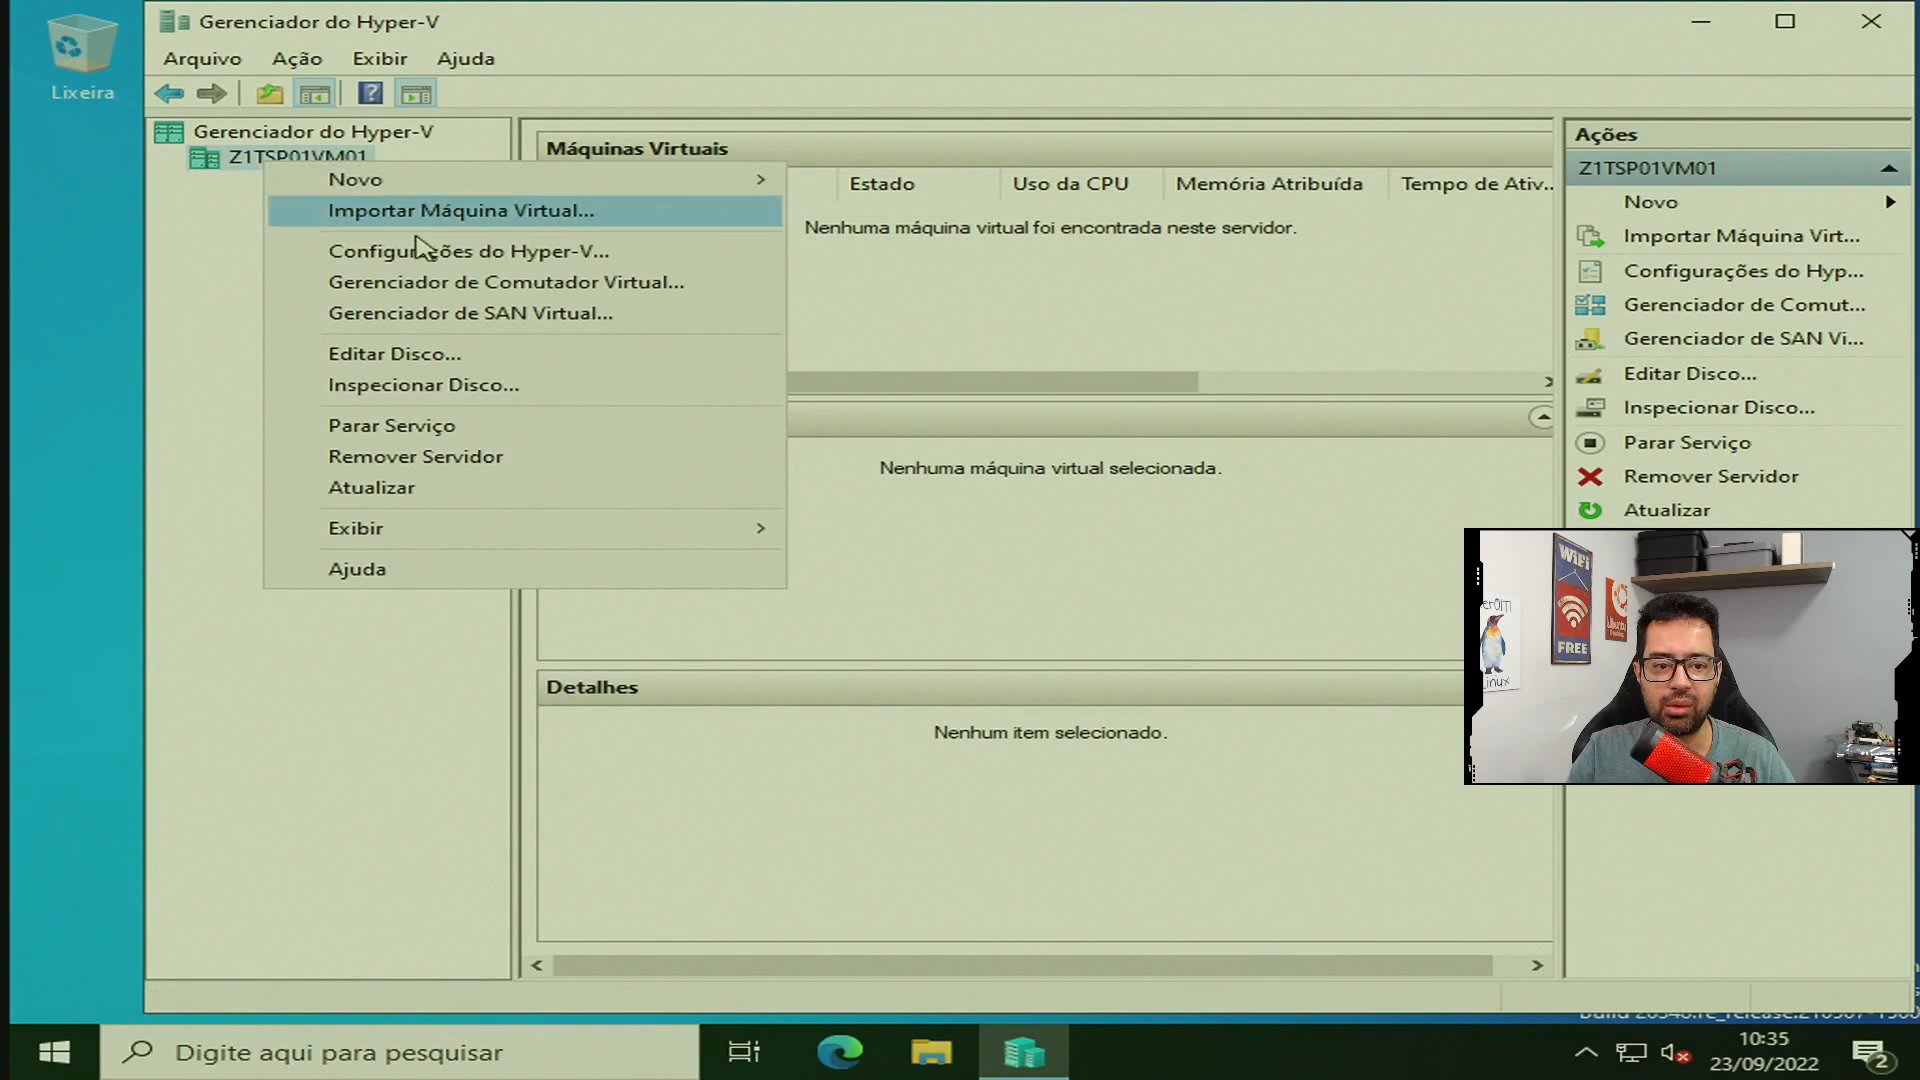 Lixeira
Gerenciador do Hyper-V
Arquivo Ação Exibir Ajuda
Gerenciador do Hyper-V
Z1TSP01VM01
Novo
Importar Máquina Virtual...
Configurações do Hyper-V...
Gerenciador de Comutador Virtual...
Gerenciador de SAN Virtual...
Editar Disco...
Inspecionar Disco...
Parar Serviço
Remover Servidor
Atualizar
Exibir
Ajuda
Máquinas Virtuais
Estado Uso da CPU Memória Atribuída Tempo de Ativ...
Nenhuma máquina virtual foi encontrada neste servidor.
Nenhuma máquina virtual selecionada.
Detalhes
Nenhum item selecionado.
Ações
Z1TSP01VM01
Novo
Importar Máquina Virt...
Configurações do Hyp...
Gerenciador de Comut...
Gerenciador de SAN Vi...
Editar Disco...
Inspecionar Disco...
Parar Serviço
Remover Servidor
Atualizar
WiFi
FREE
Digite aqui para pesquisar
10:35
23/09/2022
2